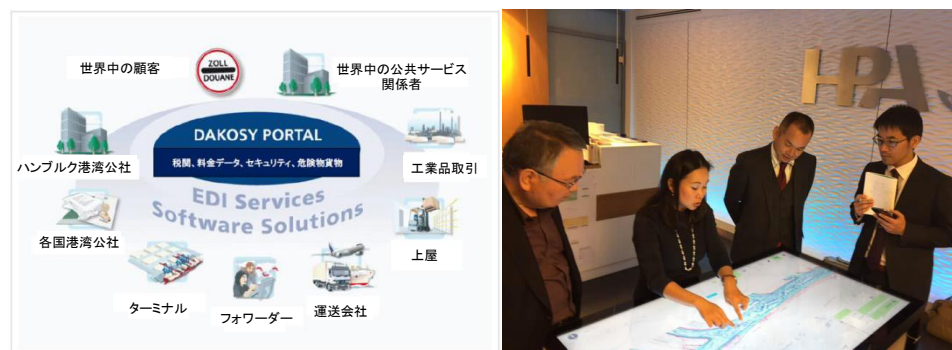 世界中の顧客
ZOLL
DOUANE
世界中の公共サービス
関係者
DAKOSY PORTAL
税関、料金データ、セキュリティ、危険物貨物
ハンブルク港湾公社
工業品取引
EDI Services
Software Solutions
各国港湾公社
上屋
ターミナル
フォワーダー
運送会社
HPA